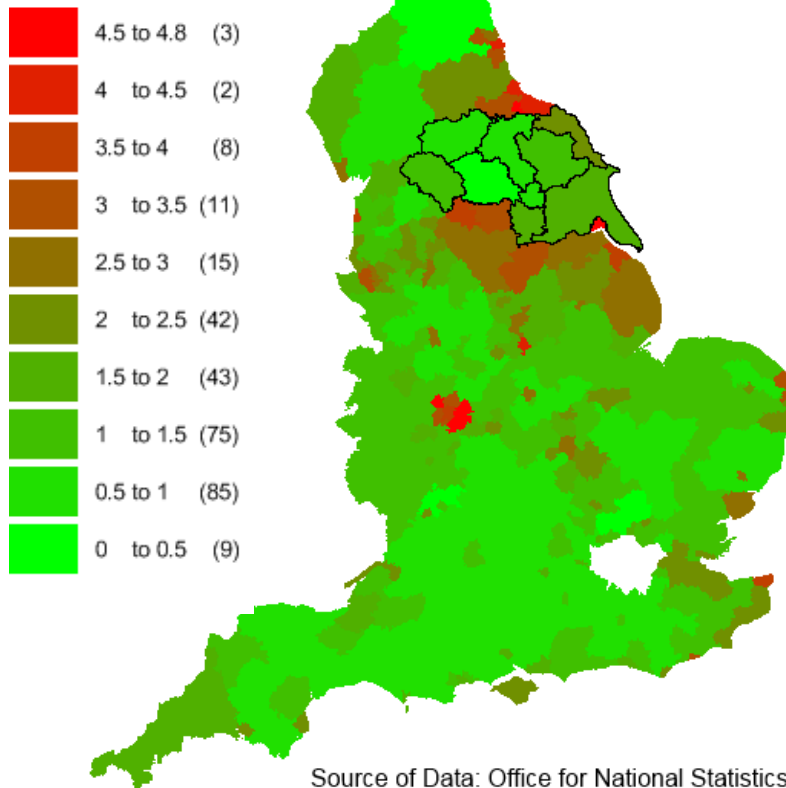 4.5 to 4.8 (3)
4 to 4.5 (2)
3.5 to 4 (8)
3 to 3.5 (11)
2.5 to 3 (15)
2 to 2.5 (42)
1.5 to 2 (43)
1 to 1.5 (75)
0.5 to 1 (85)
0 to 0.5 (9)
Source of Data: Office for National Statistics